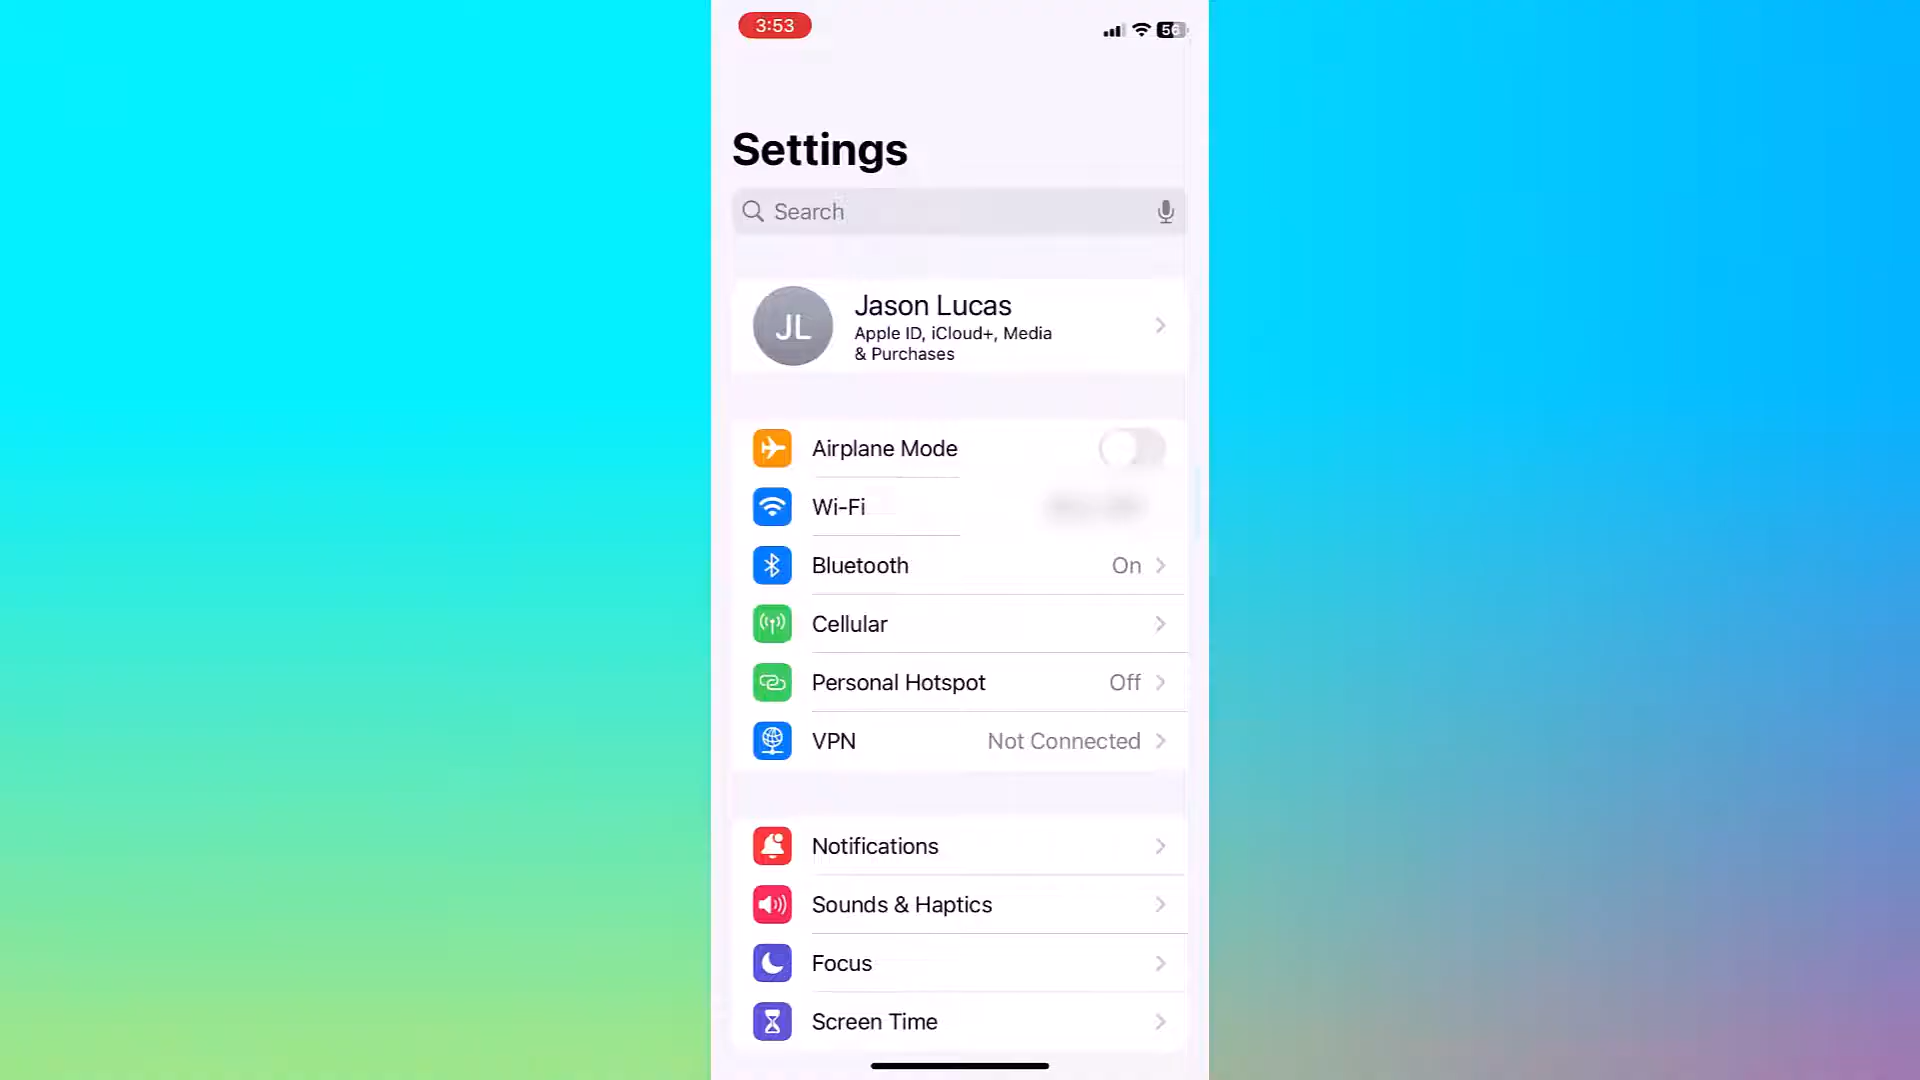 3:53
56
Settings
Search
JL
Jason Lucas
Apple ID, iCloud+, Media
& Purchases
Airplane Mode
Wi-Fi
Bluetooth On
Cellular
Personal Hotspot Off
VPN Not Connected
Notifications
Sounds & Haptics
Focus
Screen Time